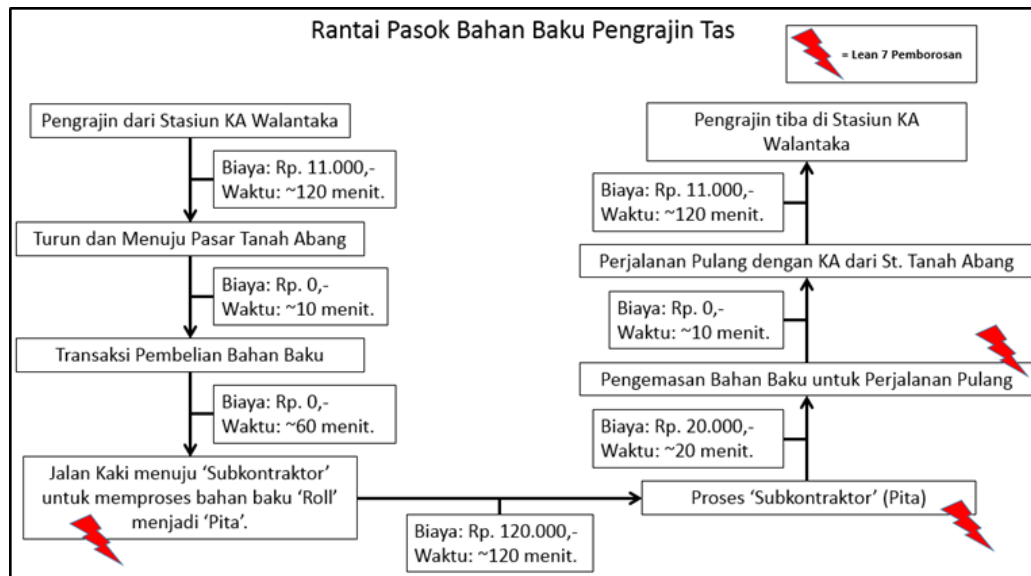 Rantai Pasok Bahan Baku Pengrajin Tas
= Lean 7 Pemborosan
Pengrajin dari Stasiun KA Walantaka
Biaya: Rp. 11.000,-
Waktu: ~120 menit.
Turun dan Menuju Pasar Tanah Abang
Biaya: Rp. 0,-
Waktu: ~10 menit.
Transaksi Pembelian Bahan Baku
Biaya: Rp. 0,-
Waktu: ~60 menit.
Jalan Kaki menuju ‘Subkontraktor’
untuk memproses bahan baku ‘Roll’
menjadi ‘Pita’.
Biaya: Rp. 120.000,-
Waktu: ~120 menit.
Proses ‘Subkontraktor’ (Pita)
Biaya: Rp. 20.000,-
Waktu: ~20 menit.
Pengemasan Bahan Baku untuk Perjalanan Pulang
Biaya: Rp. 0,-
Waktu: ~10 menit.
Perjalanan Pulang dengan KA dari St. Tanah Abang
Biaya: Rp. 11.000,-
Waktu: ~120 menit.
Pengrajin tiba di Stasiun KA
Walantaka